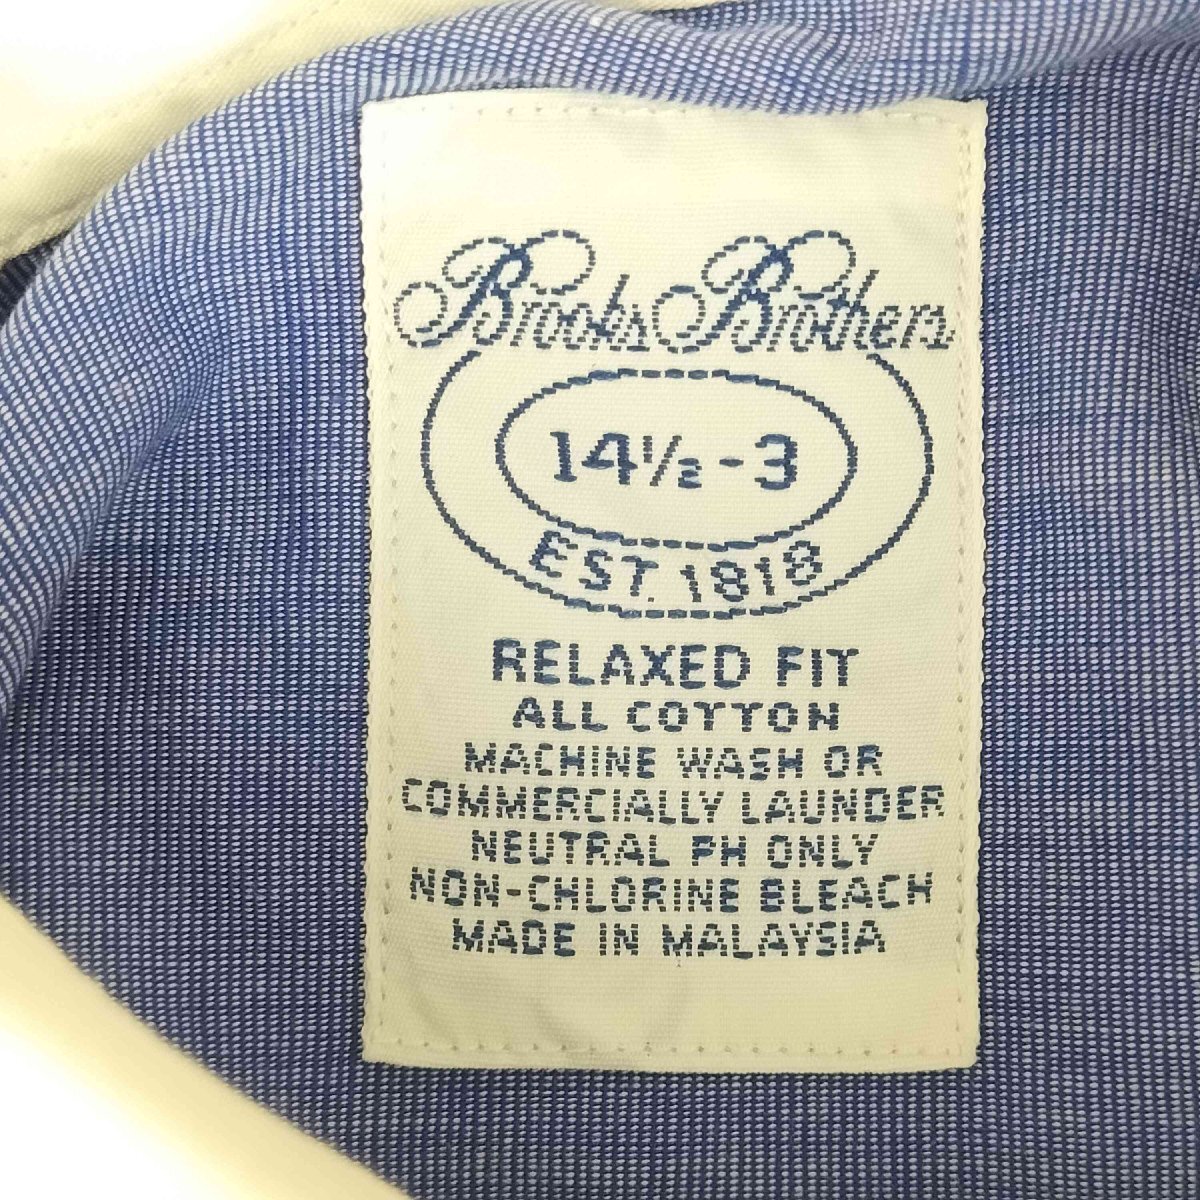 Brooks Brothers
14½-3
EST. 1818
RELAXED FIT
ALL COTTON
MACHINE WASH OR
COMMERCIALLY LAUNDER
NEUTRAL PH ONLY
NON-CHLORINE BLEACH
MADE IN MALAYSIA